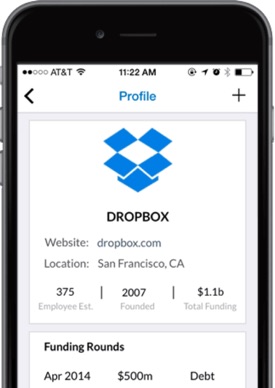 AT&T 11:22 AM
Profile
DROPBOX
Website: dropbox.com
Location: San Francisco, CA
375 | 2007 | $1.1b
Employee Est. Founded Total Funding
Funding Rounds
Apr 2014 $500m Debt